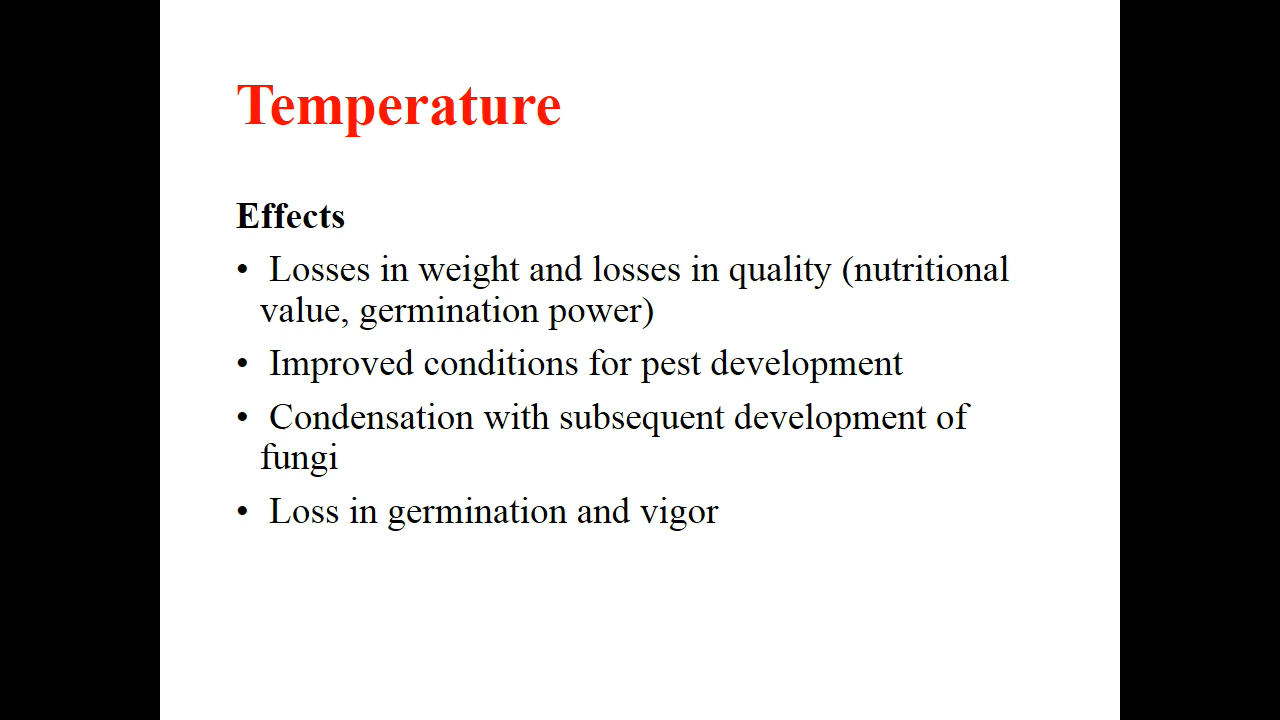 Temperature
Effects
• Losses in weight and losses in quality (nutritional
value, germination power)
• Improved conditions for pest development
• Condensation with subsequent development of
fungi
• Loss in germination and vigor